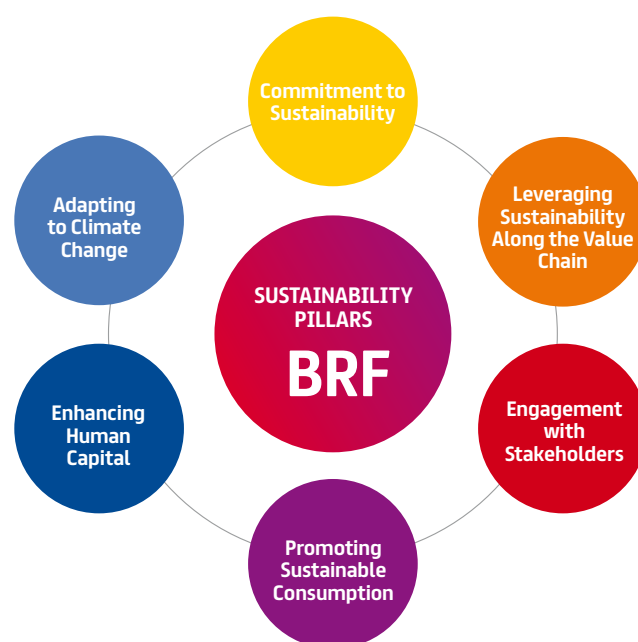 Commitment to
Sustainability
Leveraging
Sustainability
Along the Value
Chain
Adapting
to Climate
Change
SUSTAINABILITY
PILLARS
BRF
Engagement
with
Stakeholders
Enhancing
Human
Capital
Promoting
Sustainable
Consumption